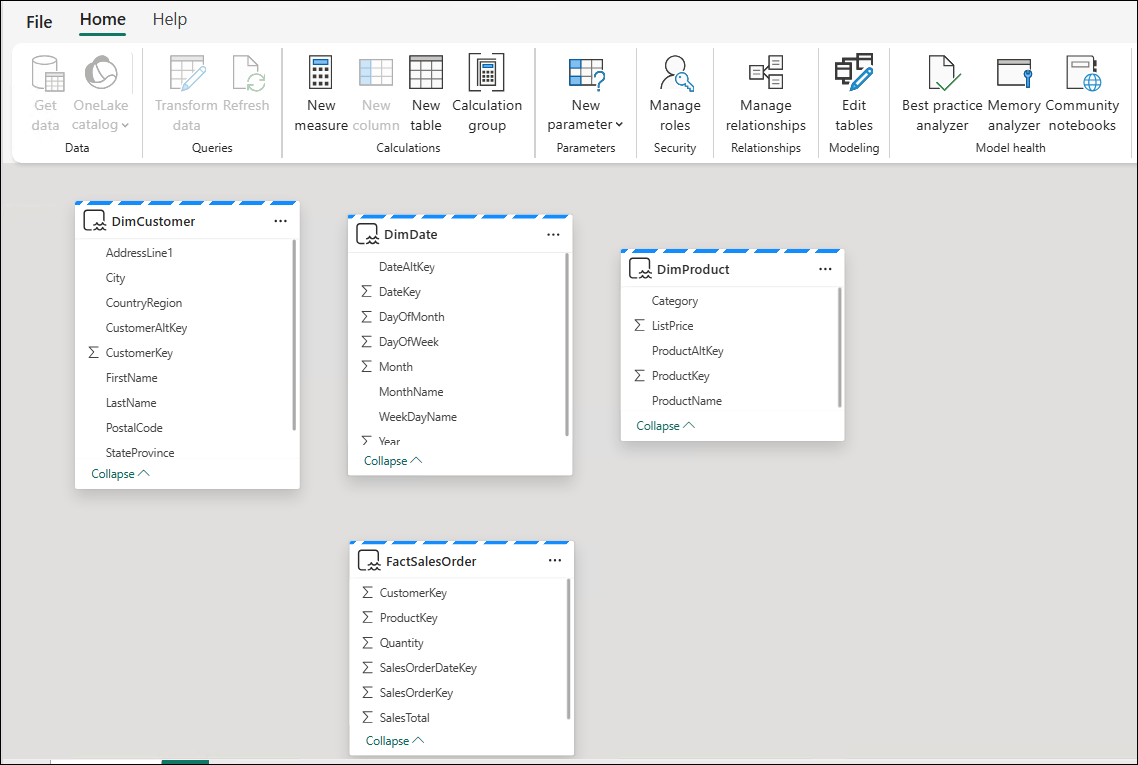 File Home Help
Get data
OneLake catalog
Data
Transform data
Refresh
Queries
New measure
New column
New table
Calculation group
Calculations
New parameter
Parameters
Manage roles
Security
Manage relationships
Relationships
Edit tables
Modeling
Best practice analyzer
Memory analyzer
Community notebooks
Model health
DimCustomer ...
AddressLine1
City
CountryRegion
CustomerAltKey
∑ CustomerKey
FirstName
LastName
PostalCode
StateProvince
Collapse
DimDate ...
DateAltKey
∑ DateKey
∑ DayOfMonth
∑ DayOfWeek
∑ Month
MonthName
WeekDayName
∑ Year
Collapse
DimProduct ...
Category
∑ ListPrice
ProductAltKey
∑ ProductKey
ProductName
Collapse
FactSalesOrder ...
∑ CustomerKey
∑ ProductKey
∑ Quantity
∑ SalesOrderDateKey
∑ SalesOrderKey
∑ SalesTotal
Collapse